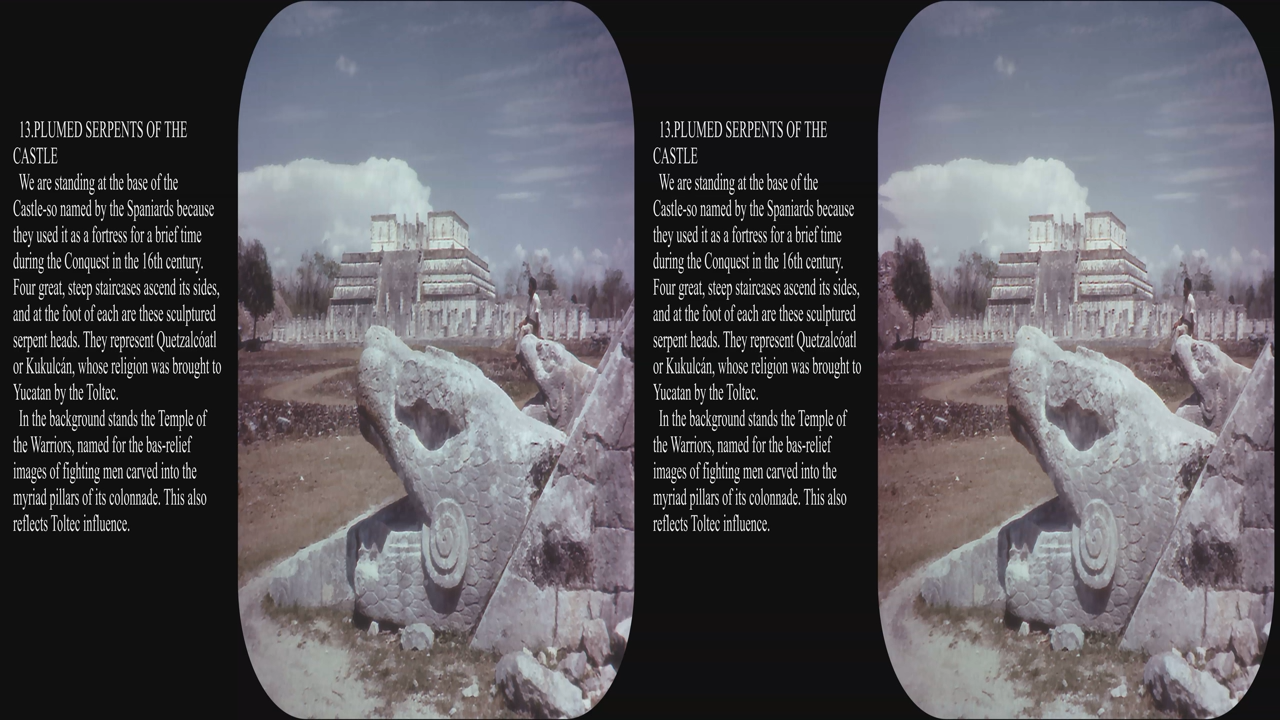 13.PLUMED SERPENTS OF THE
CASTLE
We are standing at the base of the
Castle-so named by the Spaniards because
they used it as a fortress for a brief time
during the Conquest in the 16th century.
Four great, steep staircases ascend its sides,
and at the foot of each are these sculptured
serpent heads. They represent Quetzalcóatl
or Kukulcán, whose religion was brought to
Yucatan by the Toltec.
In the background stands the Temple of
the Warriors, named for the bas-relief
images of fighting men carved into the
myriad pillars of its colonnade. This also
reflects Toltec influence.
13.PLUMED SERPENTS OF THE
CASTLE
We are standing at the base of the
Castle-so named by the Spaniards because
they used it as a fortress for a brief time
during the Conquest in the 16th century.
Four great, steep staircases ascend its sides,
and at the foot of each are these sculptured
serpent heads. They represent Quetzalcóatl
or Kukulcán, whose religion was brought to
Yucatan by the Toltec.
In the background stands the Temple of
the Warriors, named for the bas-relief
images of fighting men carved into the
myriad pillars of its colonnade. This also
reflects Toltec influence.